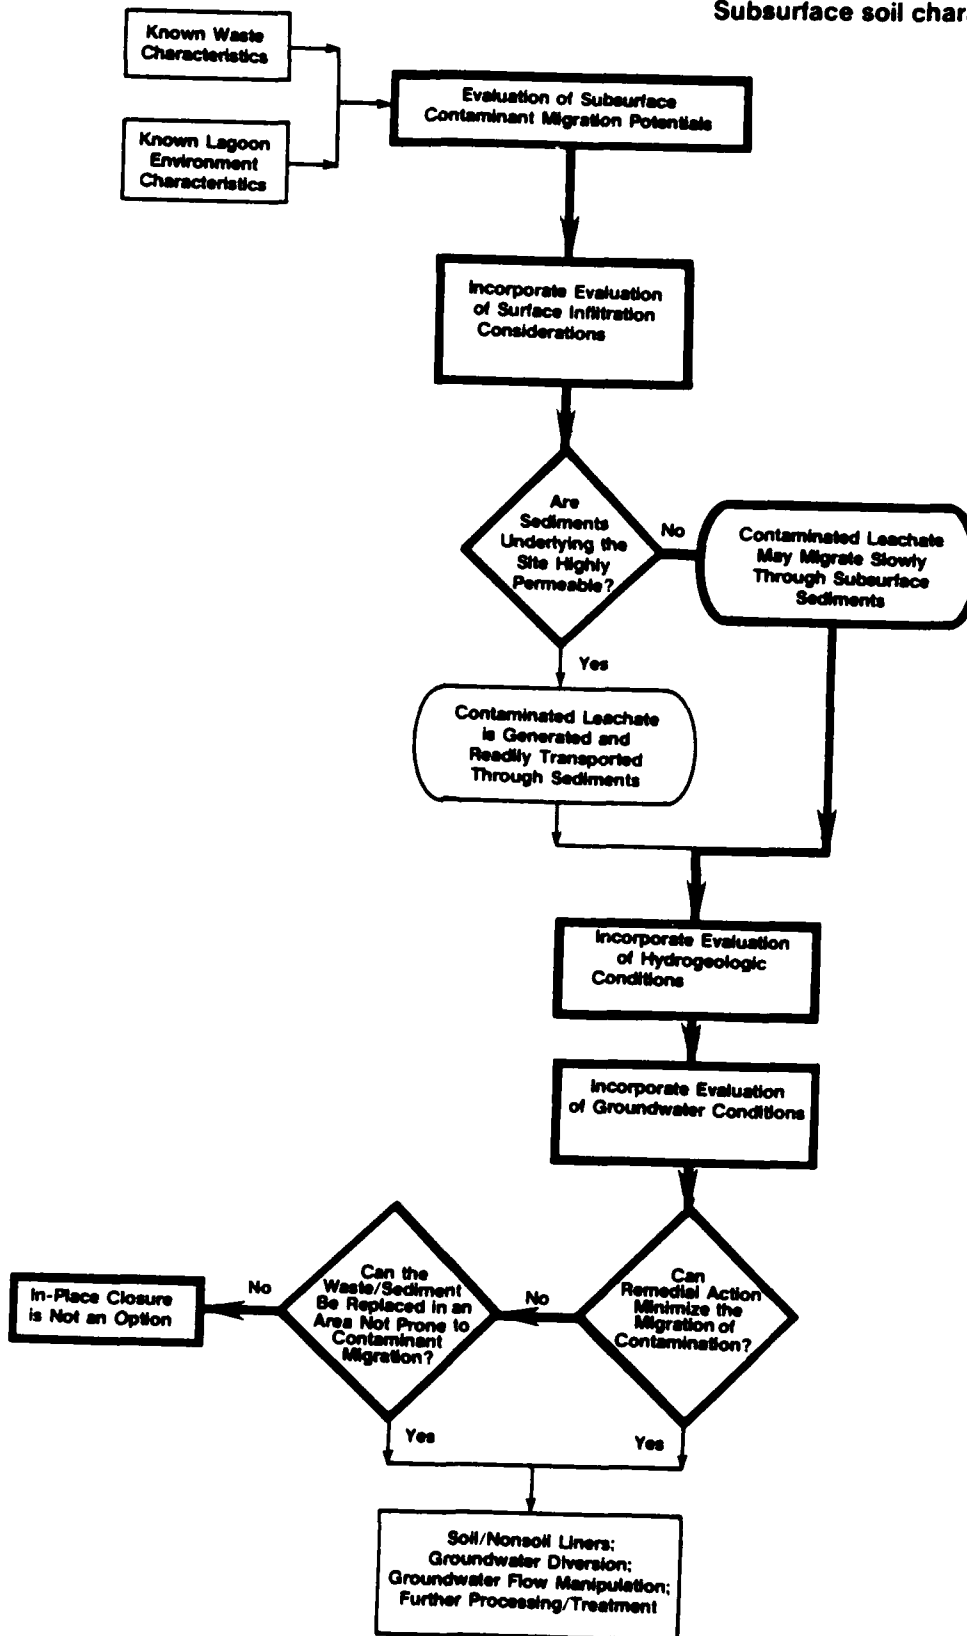 Subsurface soil char
Known Waste
Characteristics
Evaluation of Subsurface
Contaminant Migration Potentials
Known Lagoon
Environment
Characteristics
Incorporate Evaluation
of Surface Infiltration
Considerations
Are
Sediments
Underlying the
Site Highly
Permeable?
No
Contaminated Leachate
May Migrate Slowly
Through Subsurface
Sediments
Yes
Contaminated Leachate
is Generated and
Readily Transported
Through Sediments
Incorporate Evaluation
of Hydrogeologic
Conditions
Incorporate Evaluation
of Groundwater Conditions
Can
Remedial Action
Minimize the
Migration of
Contamination?
No
Can the
Waste/Sediment
Be Replaced in an
Area Not Prone to
Contaminant
Migration?
No
In-Place Closure
is Not an Option
Yes
Yes
Soil/Nonsoil Liners;
Groundwater Diversion;
Groundwater Flow Manipulation;
Further Processing/Treatment